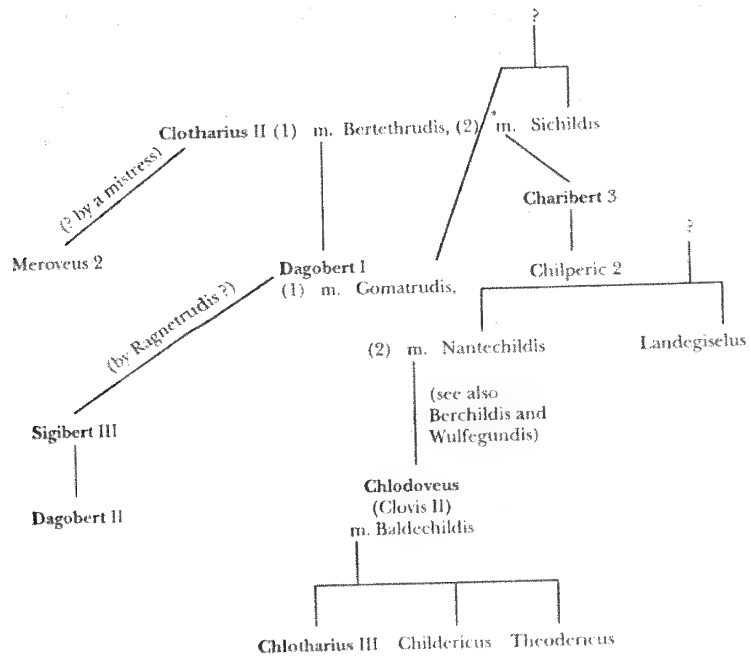 ?
Clotharius II (1) m. Bertethrudis, (2) m. Sichildis
(? by a mistress)
Charibert 3
Meroveus 2
Dagobert I
Chilperic 2
?
(1) m. Gomatrudis,
(by Ragnetrudis ?)
(2) m. Nantechildis
Landegiselus
(see also
Berchildis and
Wulfegundis)
Sigibert III
Chlodoveus
(Clovis II)
m. Baldechildis
Dagobert II
Chlotharius III Childericus Theodericus